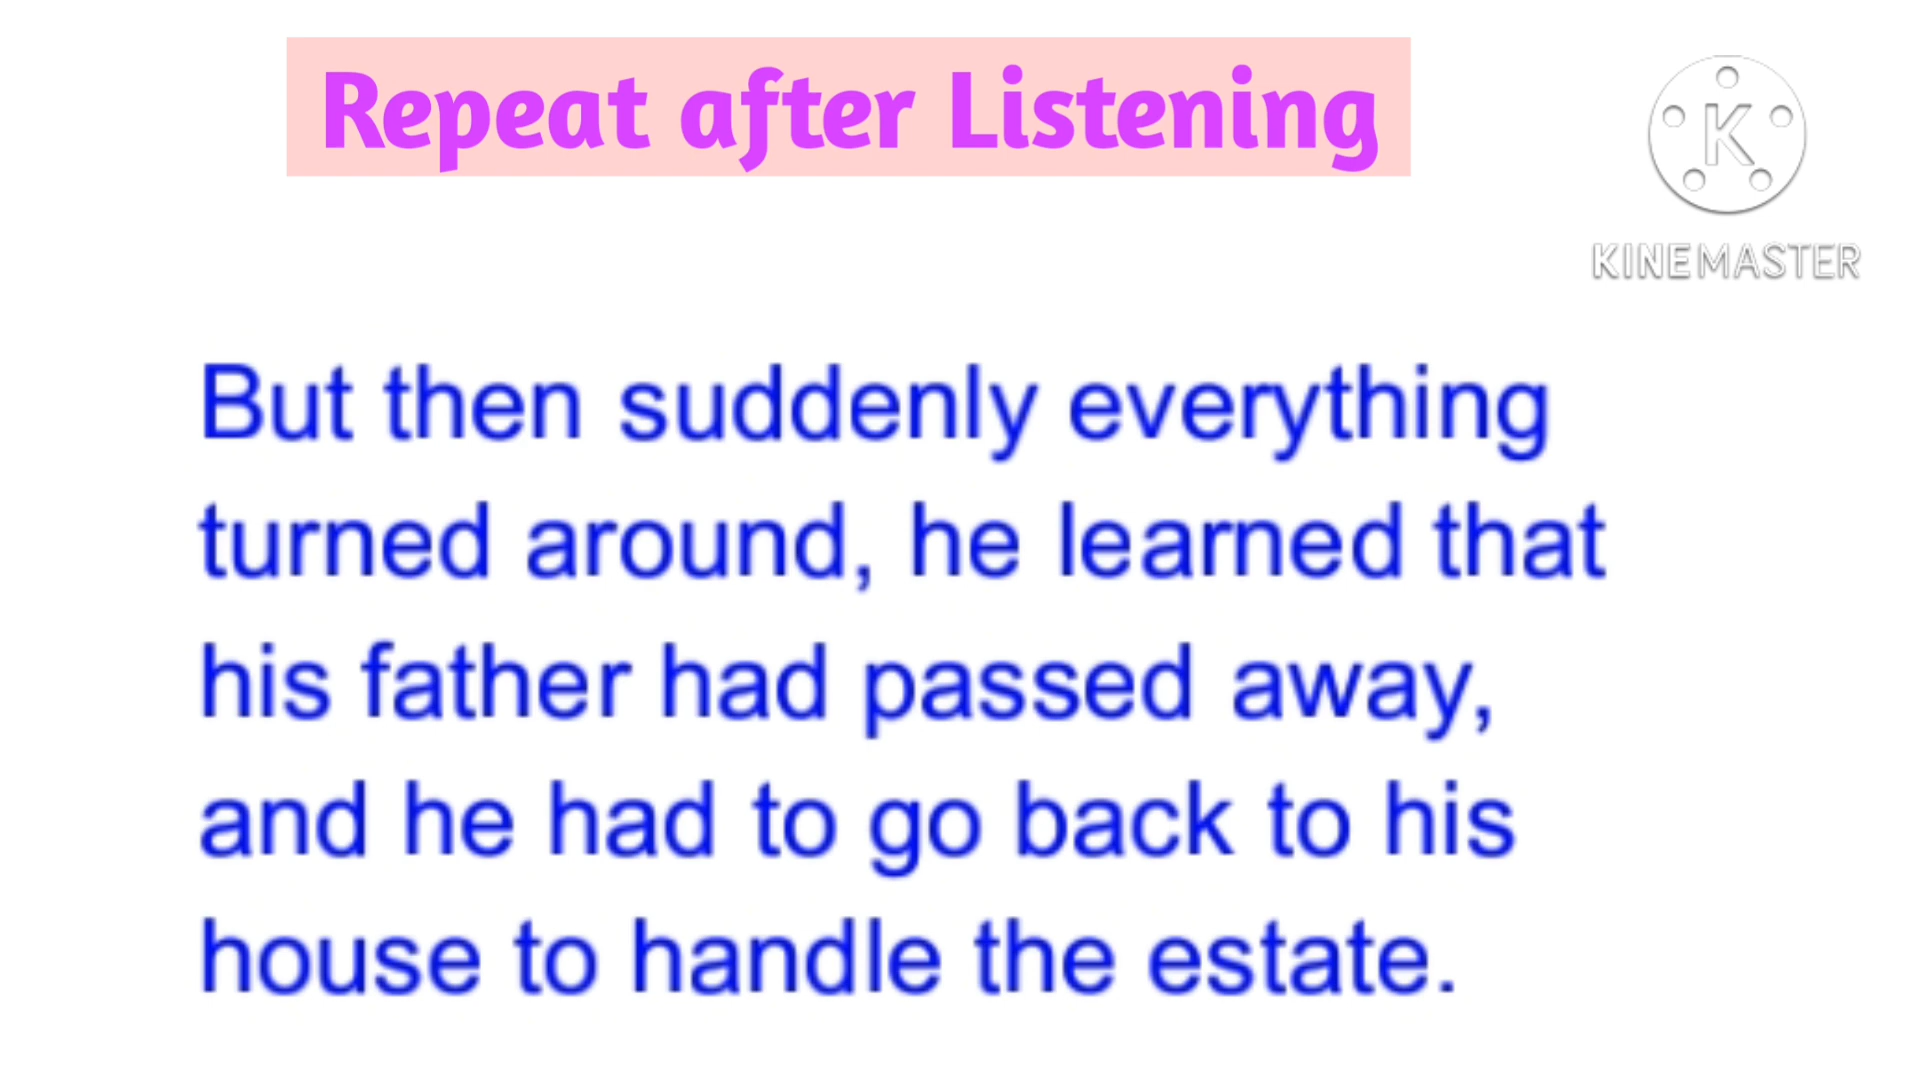 Repeat after Listening
K
KINEMASTER
But then suddenly everything
turned around, he learned that
his father had passed away,
and he had to go back to his
house to handle the estate.